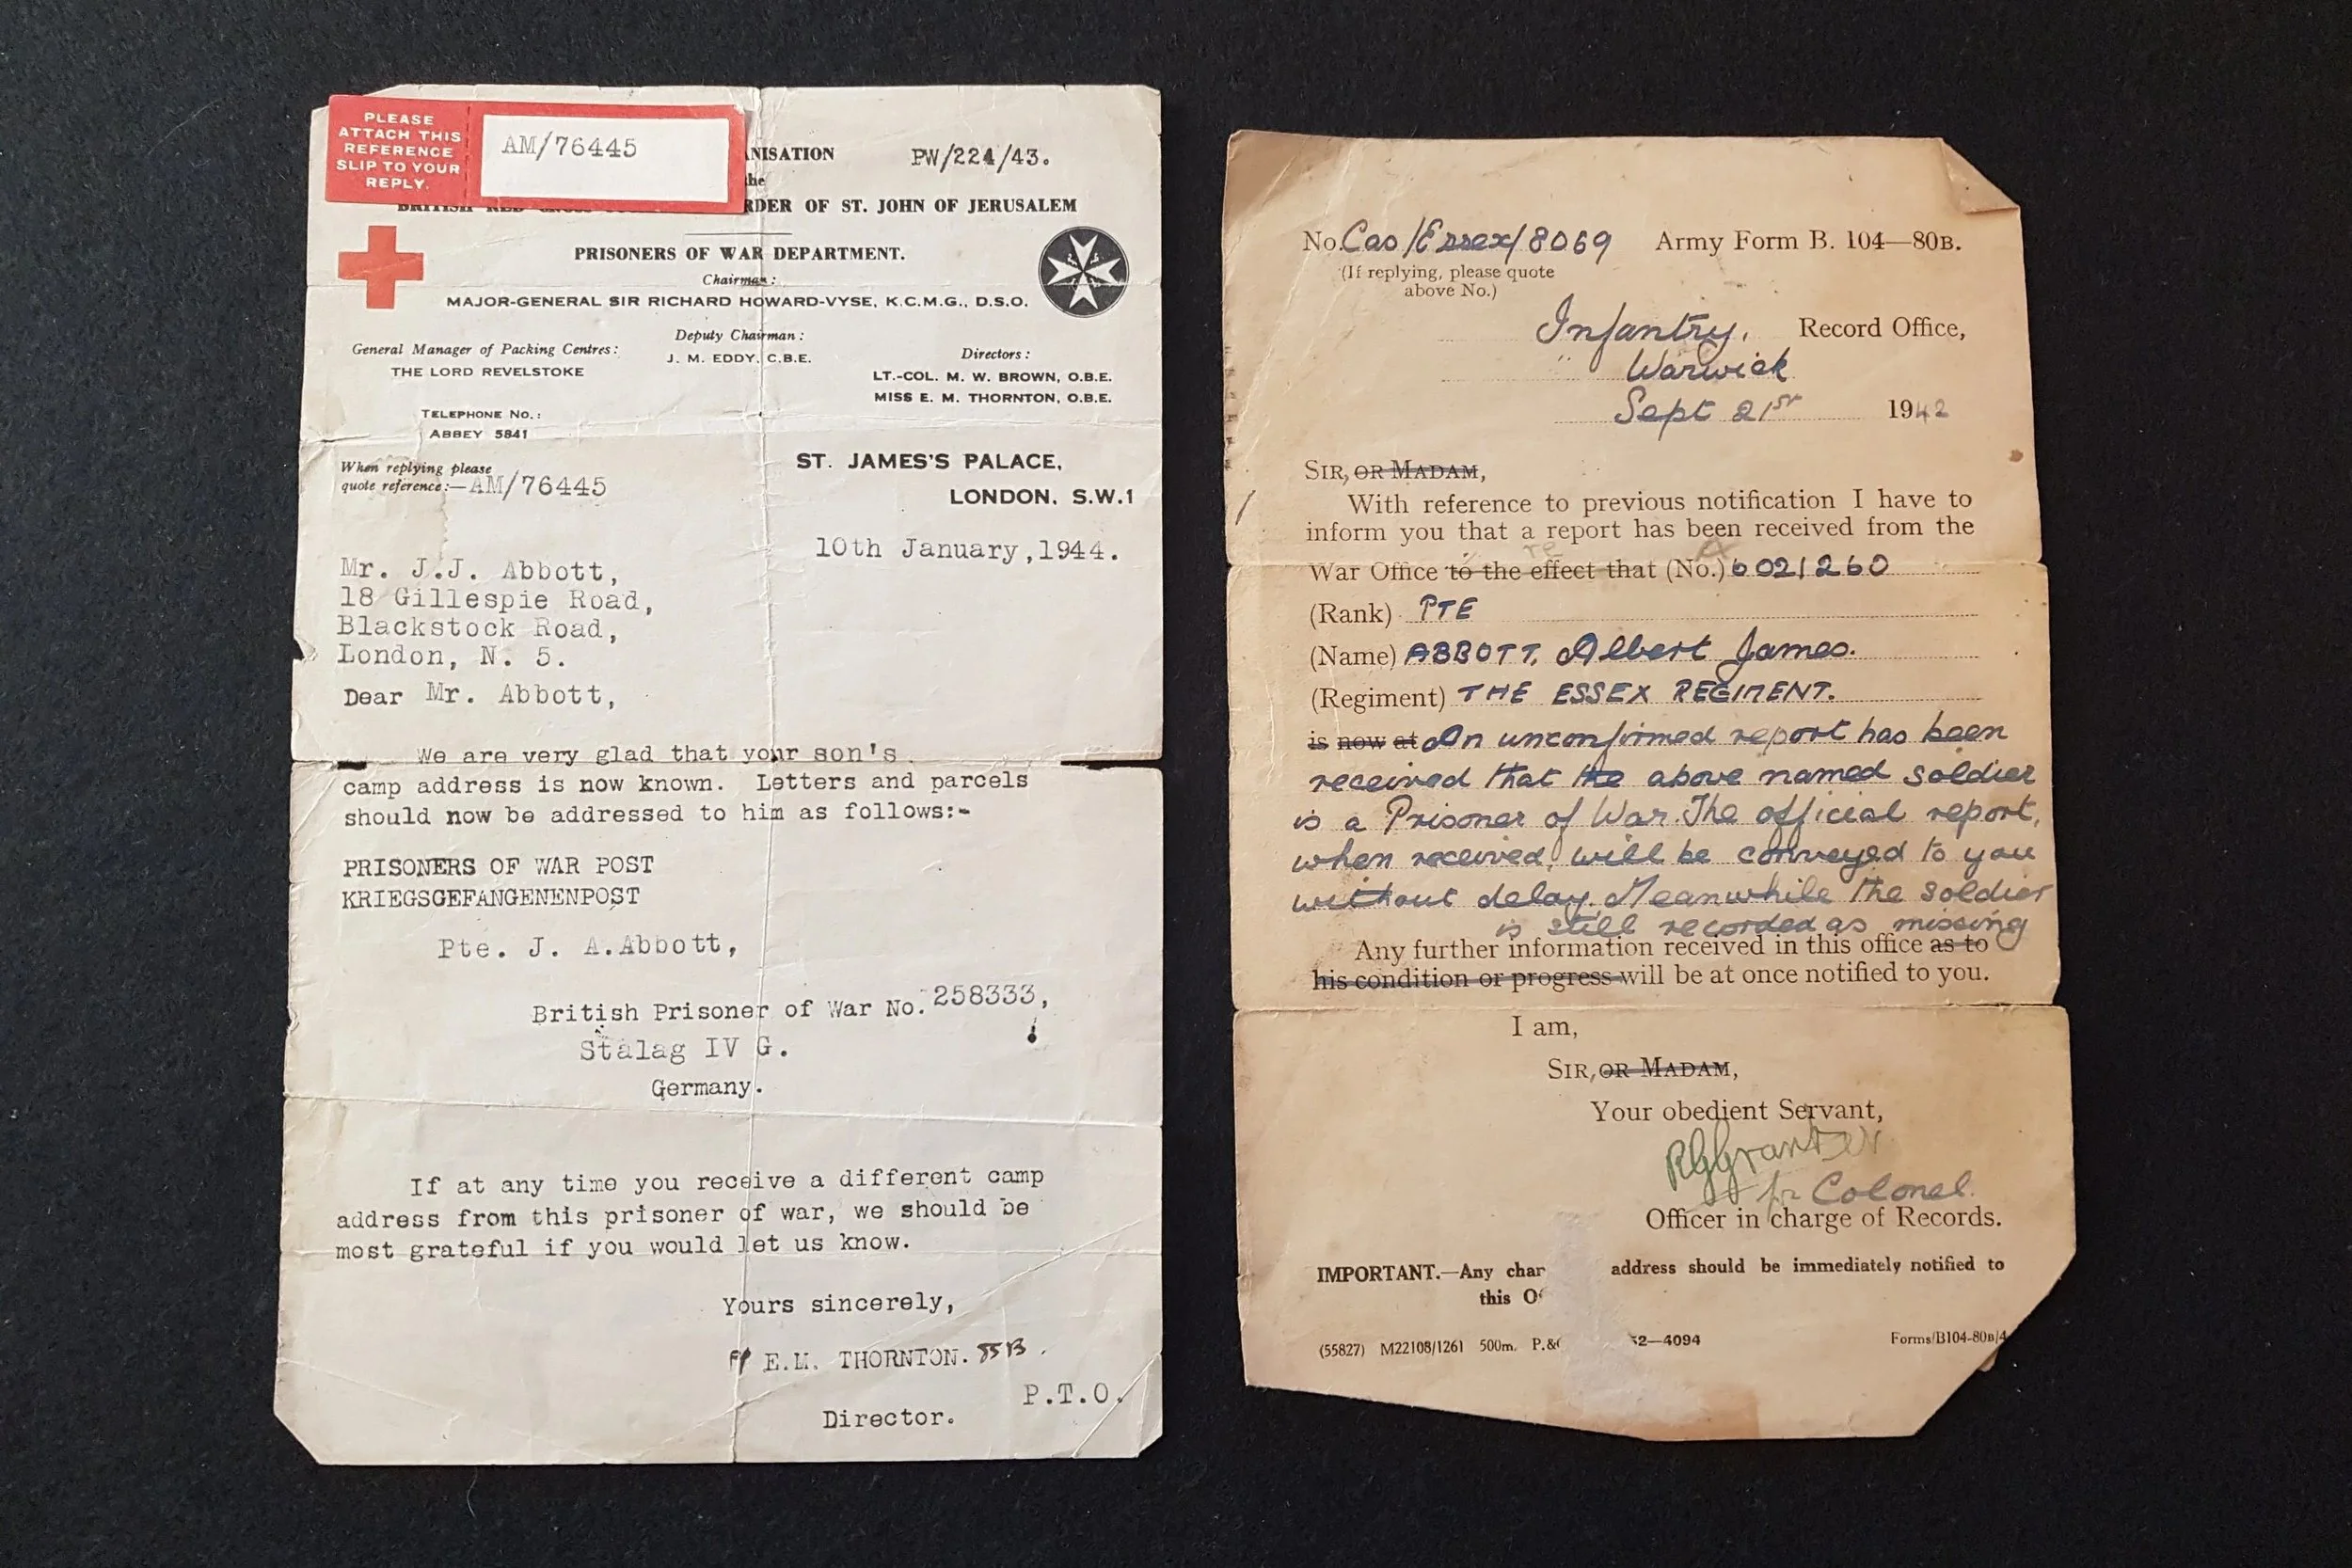 PLEASE
ATTACH THIS
REFERENCE
SLIP TO YOUR
REPLY.
AM/76445
PW/224/43.
RDER OF ST. JOHN OF JERUSALEM
PRISONERS OF WAR DEPARTMENT.
Chairman:
MAJOR-GENERAL SIR RICHARD HOWARD-VYSE, K.C.M.G., D.S.O.
General Manager of Packing Centres:
THE LORD REVELSTOKE
Deputy Chairman:
J. M. EDDY, C.B.E.
Directors:
LT.-COL. M. W. BROWN, O.B.E.
MISS E. M. THORNTON, O.B.E.
TELEPHONE NO.:
ABBEY 5841
When replying please
quote reference:—AM/76445
ST. JAMES'S PALACE,
LONDON, S.W.1
10th January,1944.
Mr. J.J. Abbott,
18 Gillespie Road,
Blackstock Road,
London, N. 5.
Dear Mr. Abbott,
We are very glad that your son's
camp address is now known. Letters and parcels
should now be addressed to him as follows:-
PRISONERS OF WAR POST
KRIEGSGEFANGENENPOST
Pte. J. A.Abbott,
British Prisoner of War No. 258333,
Stalag IV G.
Germany.
If at any time you receive a different camp
address from this prisoner of war, we should be
most grateful if you would let us know.
Yours sincerely,
E.M. THORNTON.
P.T.O.
Director.
No. Cas/Essex/8069 Army Form B. 104—80B.
(If replying, please quote
above No.)
Infantry, Record Office,
Warwick
Sept 21st 1942
SIR, OR MADAM,
With reference to previous notification I have to
inform you that a report has been received from the
War Office to the effect that (No.) 6021260
(Rank) PTE
(Name) ABBOTT, Albert James.
(Regiment) THE ESSEX REGIMENT.
is now at An unconfirmed report has been
received that the above named soldier
is a Prisoner of War. The official report,
when received, will be conveyed to you
without delay. Meanwhile the soldier
is still recorded as missing
Any further information received in this office as to
his condition or progress will be at once notified to you.
I am,
SIR, OR MADAM,
Your obedient Servant,
for Colonel.
Officer in charge of Records.
IMPORTANT.—Any address should be immediately notified to
this
(55827) M22108/1261 500m. 52—4094 Forms/B104-80B/4